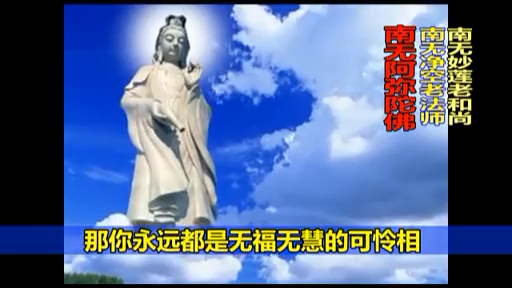 南无妙莲老和尚
南无净空老法师
南无阿弥陀佛
那你永远都是无福无慧的可怜相